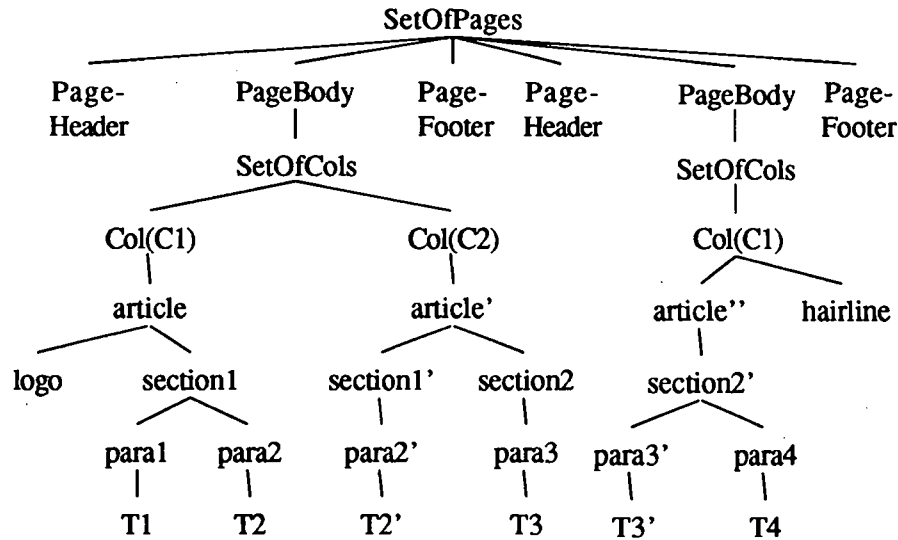 SetOfPages
Page- PageBody Page- Page- PageBody Page-
Header Footer Header Footer
SetOfCols SetOfCols
Col(C1) Col(C2) Col(C1)
article article' article'' hairline
logo section1 section1' section2 section2'
para1 para2 para2' para3 para3' para4
T1 T2 T2' T3 T3' T4